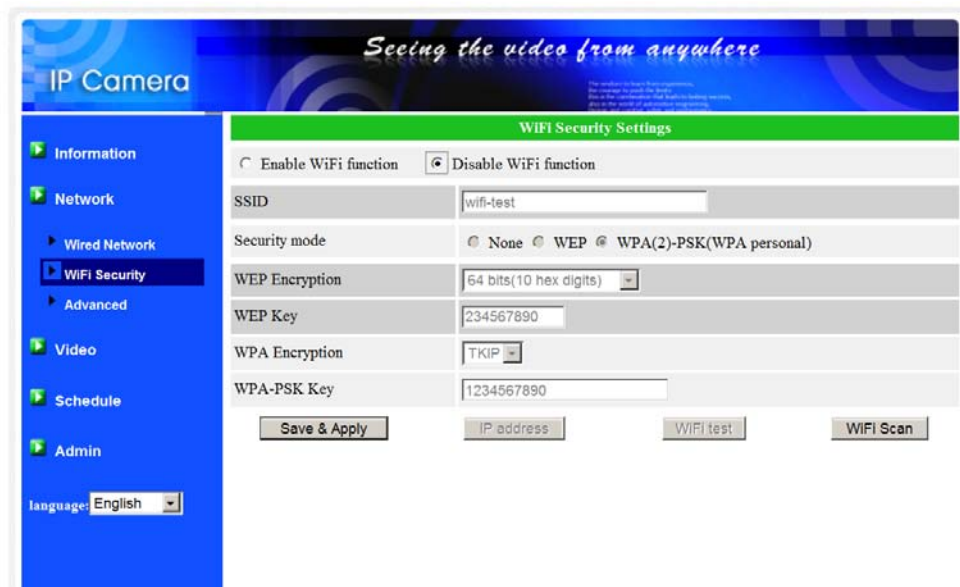 Seeing the video from anywhere
IP Camera
WiFi Security Settings
Information
Network
Wired Network
WiFi Security
Advanced
Video
Schedule
Admin
language: English
Enable WiFi function Disable WiFi function
SSID wifi-test
Security mode None WEP WPA(2)-PSK(WPA personal)
WEP Encryption 64 bits(10 hex digits)
WEP Key 234567890
WPA Encryption TKIP
WPA-PSK Key 1234567890
Save & Apply IP address WiFi test WiFi Scan